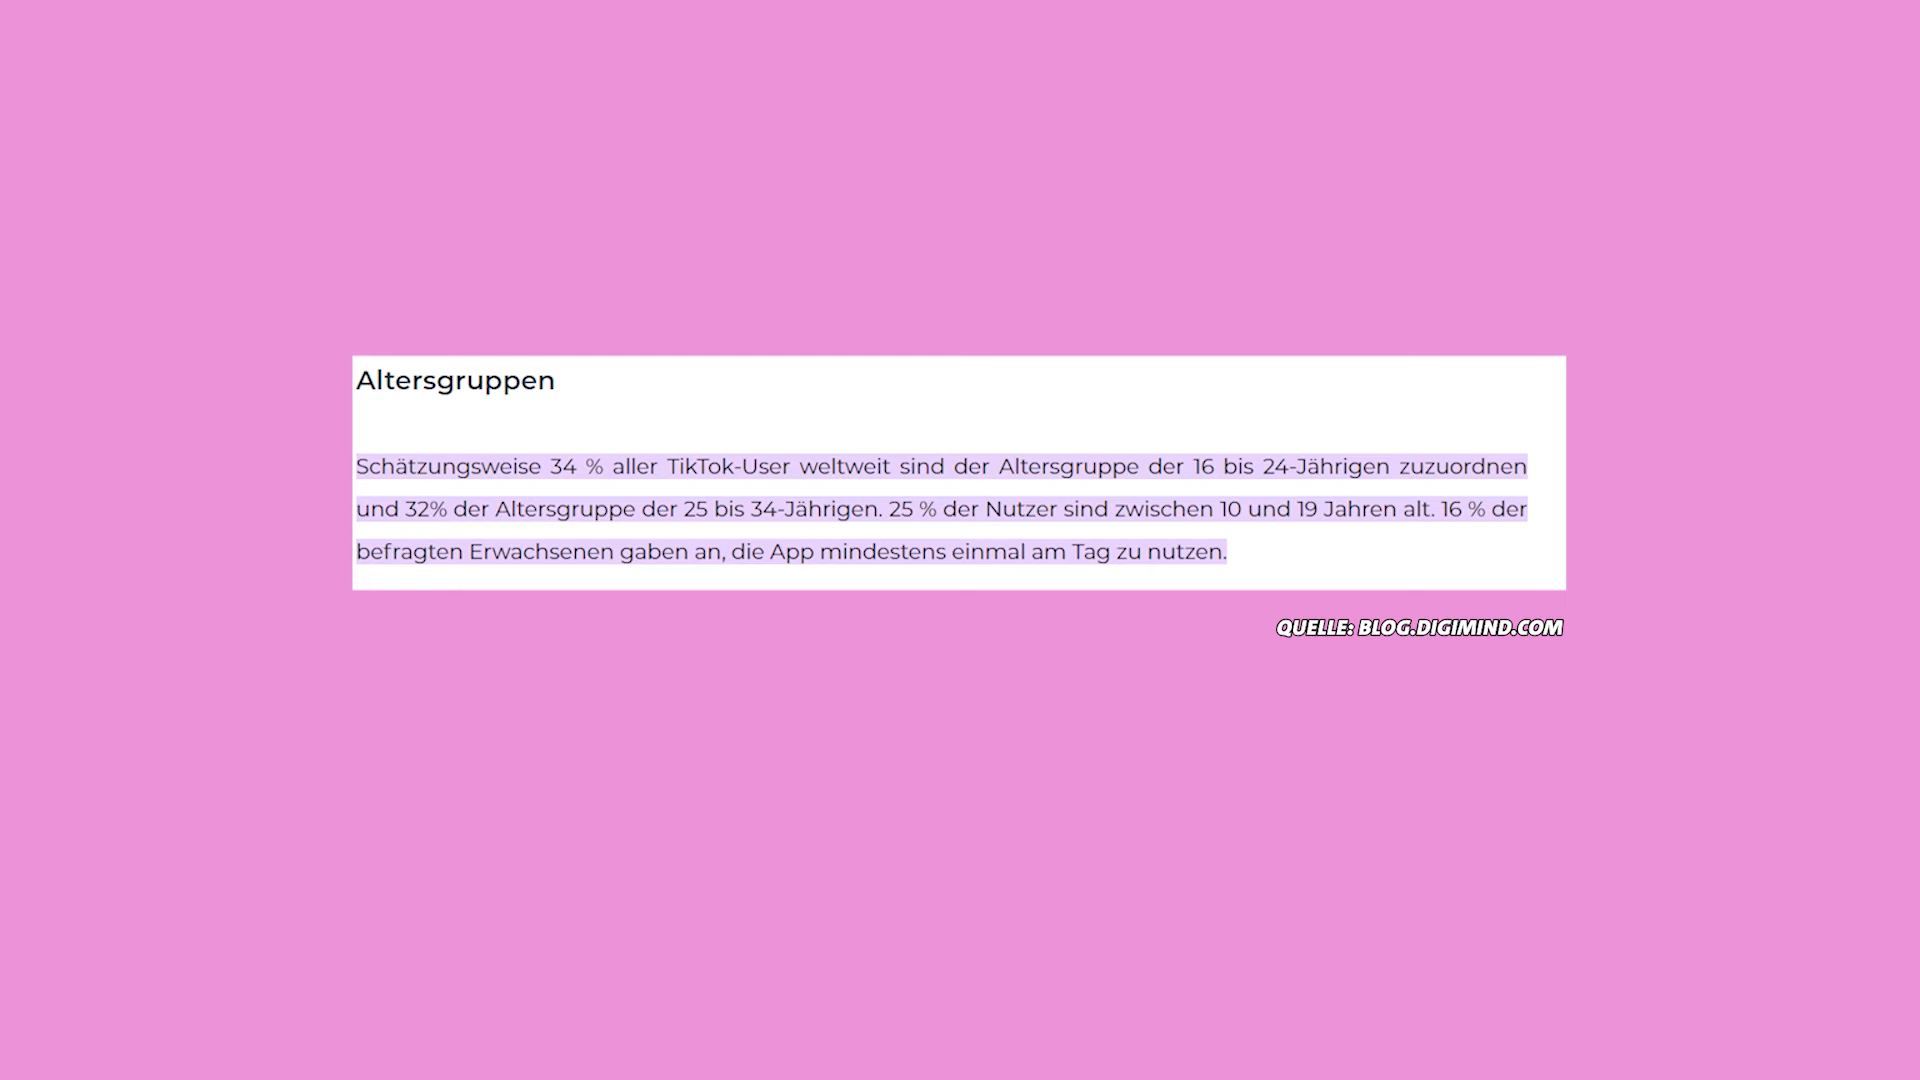 Altersgruppen
Schätzungsweise 34 % aller TikTok-User weltweit sind der Altersgruppe der 16 bis 24-Jährigen zuzuordnen
und 32% der Altersgruppe der 25 bis 34-Jährigen. 25 % der Nutzer sind zwischen 10 und 19 Jahren alt. 16 % der
befragten Erwachsenen gaben an, die App mindestens einmal am Tag zu nutzen.
QUELLE: BLOG.DIGIMIND.COM